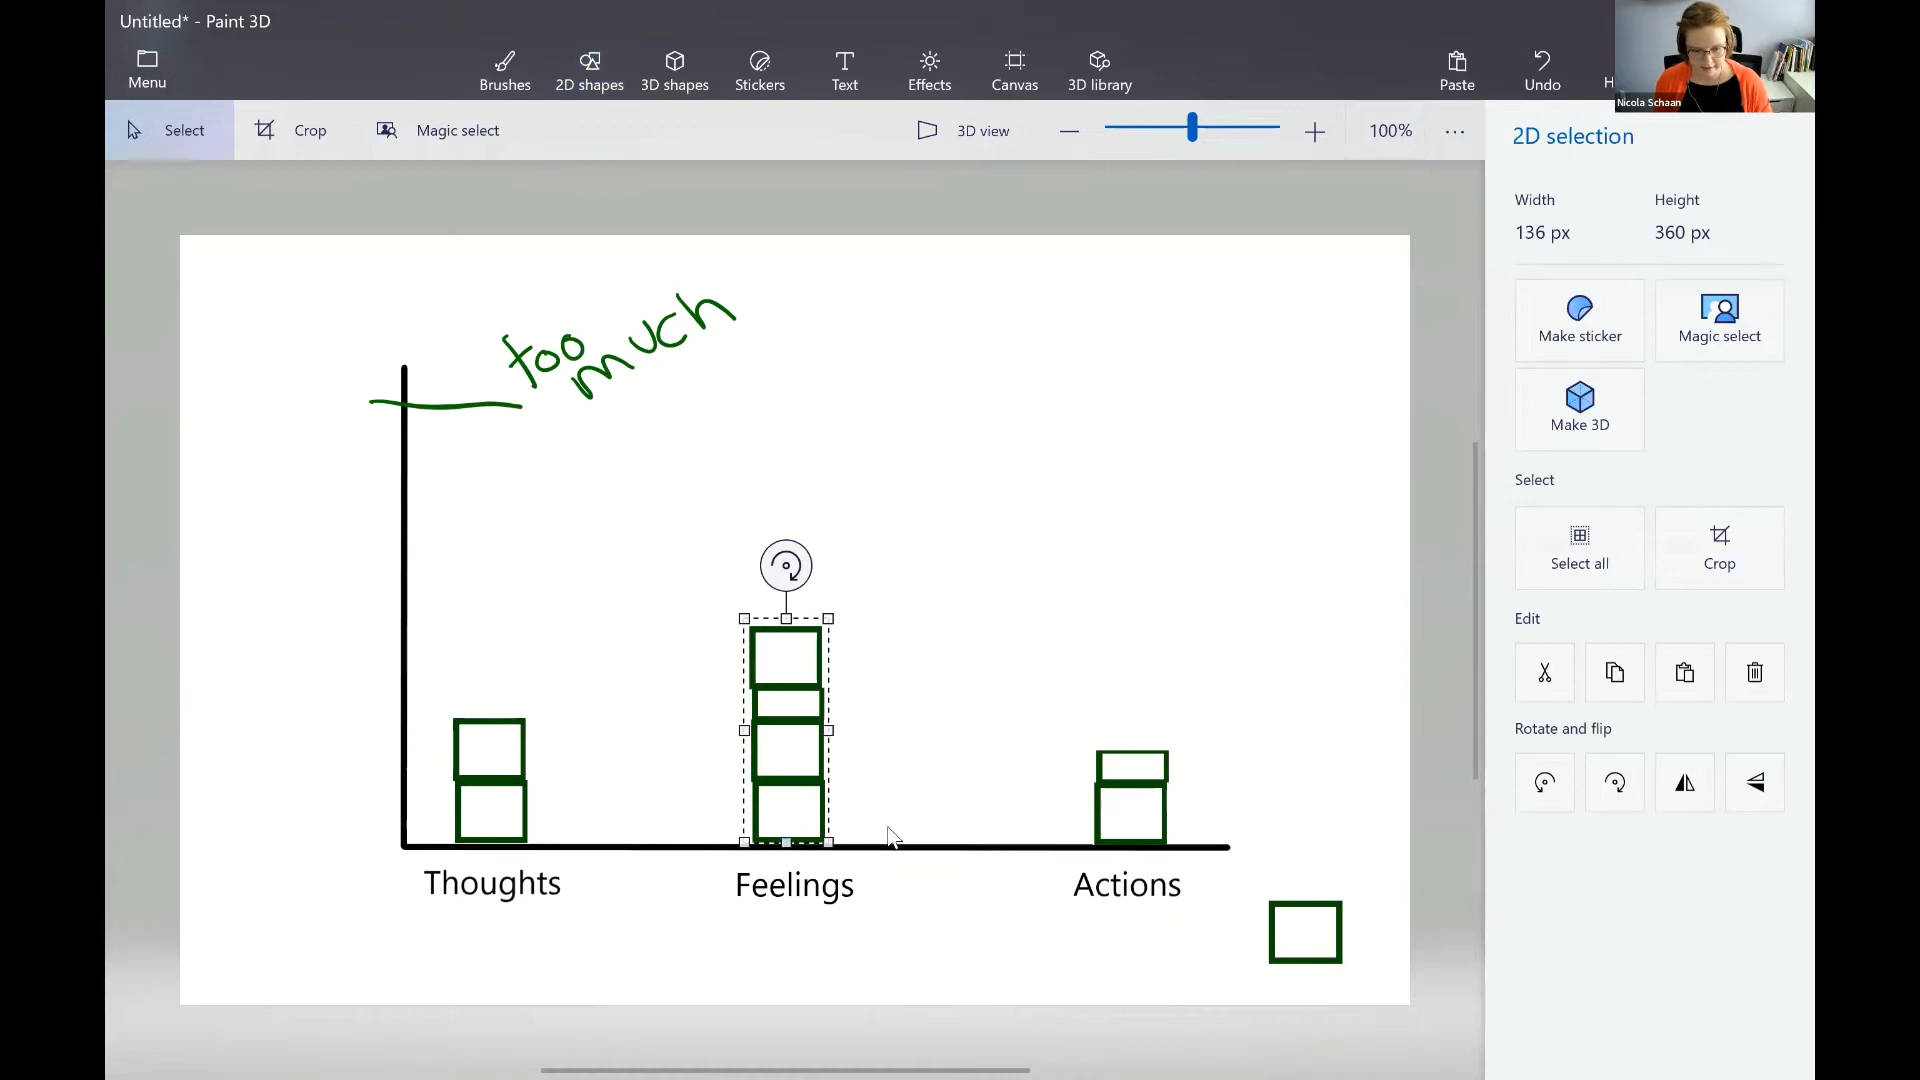 Untitled* - Paint 3D
Menu
Brushes
2D shapes
3D shapes
Stickers
Text
Effects
Canvas
3D library
Paste
Undo
H
Nicola Schaan
Select
Crop
Magic select
3D view
100%
2D selection
Width
Height
136 px
360 px
Make sticker
Magic select
Make 3D
Select
Select all
Crop
Edit
Rotate and flip
too
much
Thoughts
Feelings
Actions